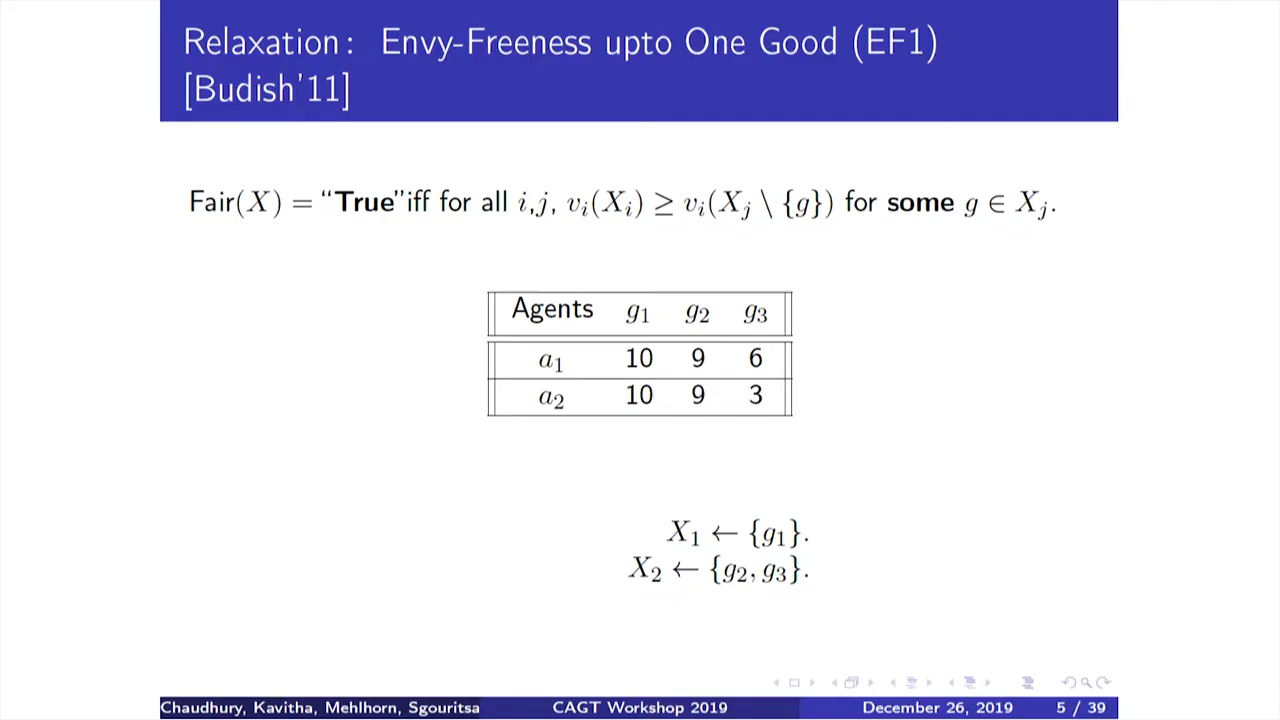 Relaxation: Envy-Freeness upto One Good (EF1)
[Budish'11]
Fair(X) = “True”iff for all i,j, v_i(X_i) ≥ v_i(X_j \ {g}) for some g ∈ X_j.
Agents g_1 g_2 g_3
a_1 10 9 6
a_2 10 9 3
X_1 ← {g_1}.
X_2 ← {g_2, g_3}.
Chaudhury, Kavitha, Mehlhorn, Sgouritsa CAGT Workshop 2019 December 26, 2019 5 / 39